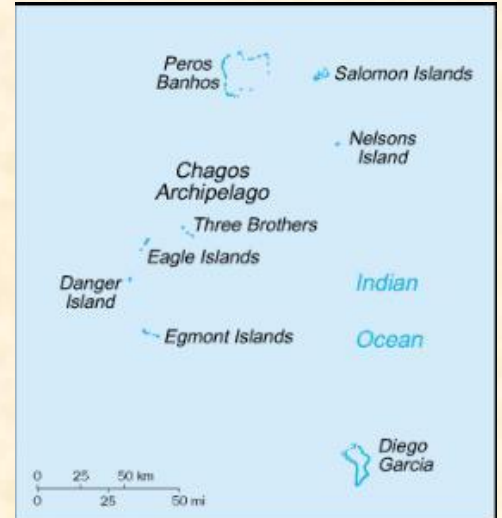 Peros
Banhos
Salomon Islands
Nelsons
Island
Chagos
Archipelago
Three Brothers
Eagle Islands
Danger
Island
Indian
Ocean
Egmont Islands
Diego
Garcia
0 25 50 km
0 25 50 mi